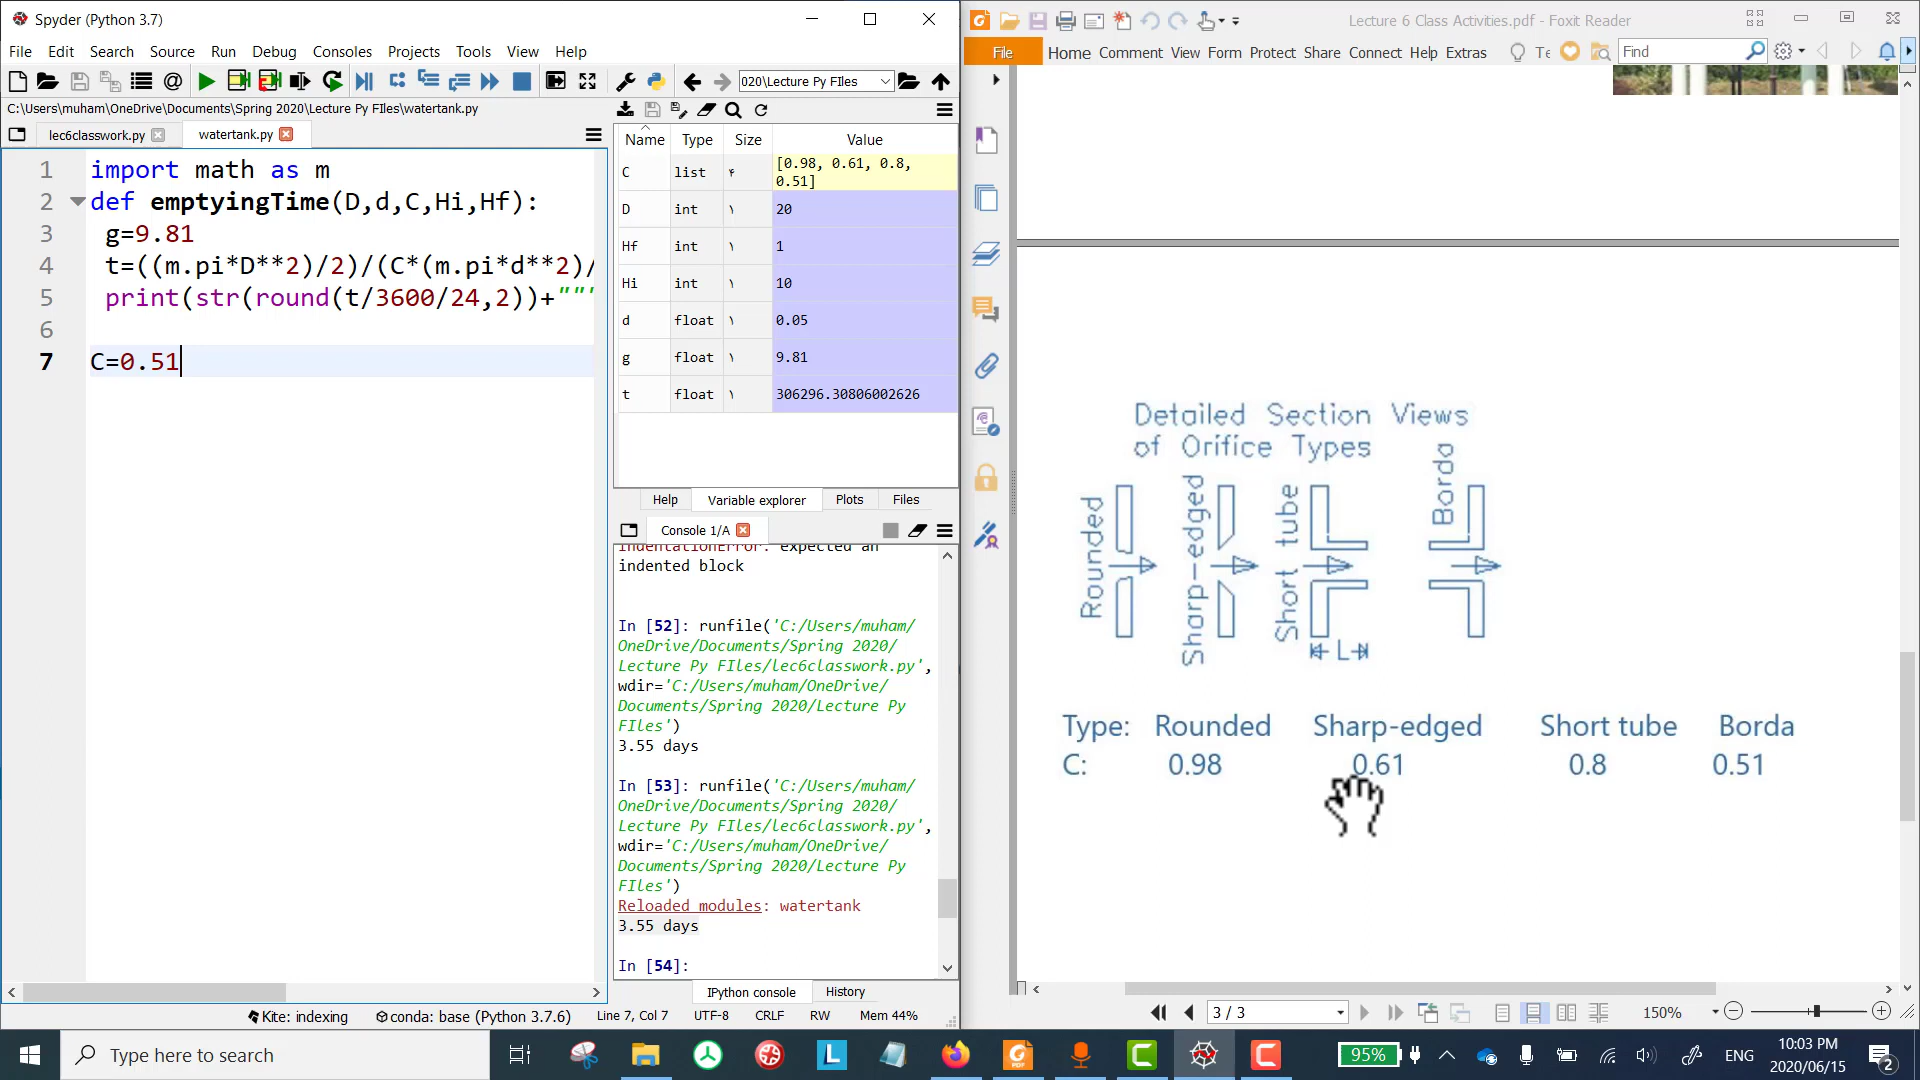 Spyder (Python 3.7)
File Edit Search Source Run Debug Consoles Projects Tools View Help
020\Lecture Py FIles
C:\Users\muham\OneDrive\Documents\Spring 2020\Lecture Py FIles\watertank.py
lec6classwork.py
watertank.py
1 import math as m
2 def emptyingTime(D,d,C,Hi,Hf):
3 g=9.81
4 t=((m.pi*D**2)/2)/(C*(m.pi*d**2)/
5 print(str(round(t/3600/24,2))+"""
6
7 C=0.51
Name Type Size Value
C list ۴ [0.98, 0.61, 0.8, 0.51]
D int ۱ 20
Hf int ۱ 1
Hi int ۱ 10
d float ۱ 0.05
g float ۱ 9.81
t float ۱ 306296.30806002626
Help Variable explorer Plots Files
Console 1/A
IndentationError: expected an
indented block
In [52]: runfile('C:/Users/muham/
OneDrive/Documents/Spring 2020/
Lecture Py FIles/lec6classwork.py',
wdir='C:/Users/muham/OneDrive/
Documents/Spring 2020/Lecture Py
FIles')
3.55 days
In [53]: runfile('C:/Users/muham/
OneDrive/Documents/Spring 2020/
Lecture Py FIles/lec6classwork.py',
wdir='C:/Users/muham/OneDrive/
Documents/Spring 2020/Lecture Py
FIles')
Reloaded modules: watertank
3.55 days
In [54]:
IPython console History
Kite: indexing conda: base (Python 3.7.6) Line 7, Col 7 UTF-8 CRLF RW Mem 44%
Lecture 6 Class Activities.pdf - Foxit Reader
File Home Comment View Form Protect Share Connect Help Extras Te Find
Detailed Section Views
of Orifice Types
Rounded
Sharp-edged
Short tube
Borda
L
Type: Rounded Sharp-edged Short tube Borda
C: 0.98 0.61 0.8 0.51
3 / 3 150%
Type here to search
95% ENG
10:03 PM
2020/06/15
2